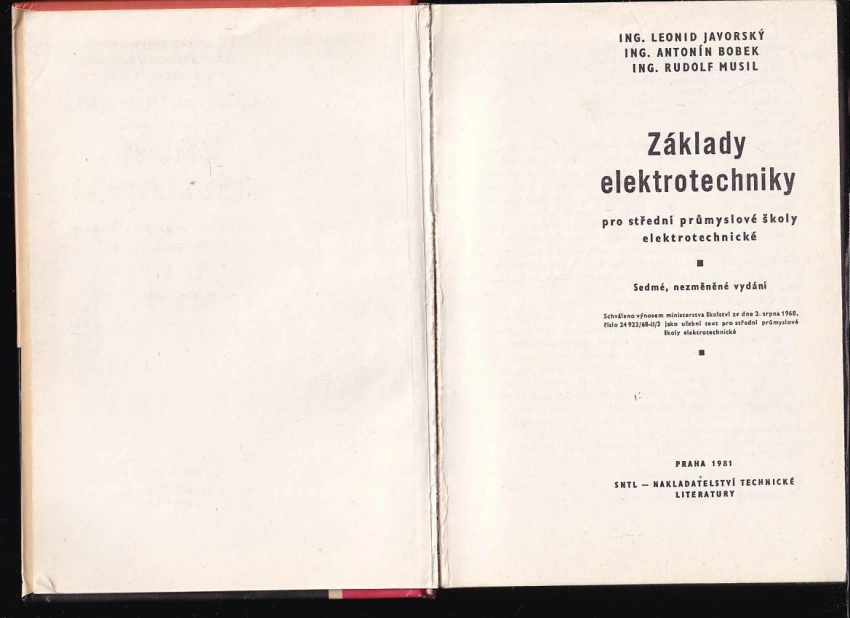 ING. LEONID JAVORSKÝ
ING. ANTONÍN BOBEK
ING. RUDOLF MUSIL
Základy
elektrotechniky
pro střední průmyslové školy
elektrotechnické
Sedmé, nezměněné vydání
Schváleno výnosem ministerstva školství ze dne 2. srpna 1968,
číslo 24 922/68-II/3 jako učební text pro střední průmyslové
školy elektrotechnické
PRAHA 1981
SNTL — NAKLADATELSTVÍ TECHNICKÉ
LITERATURY